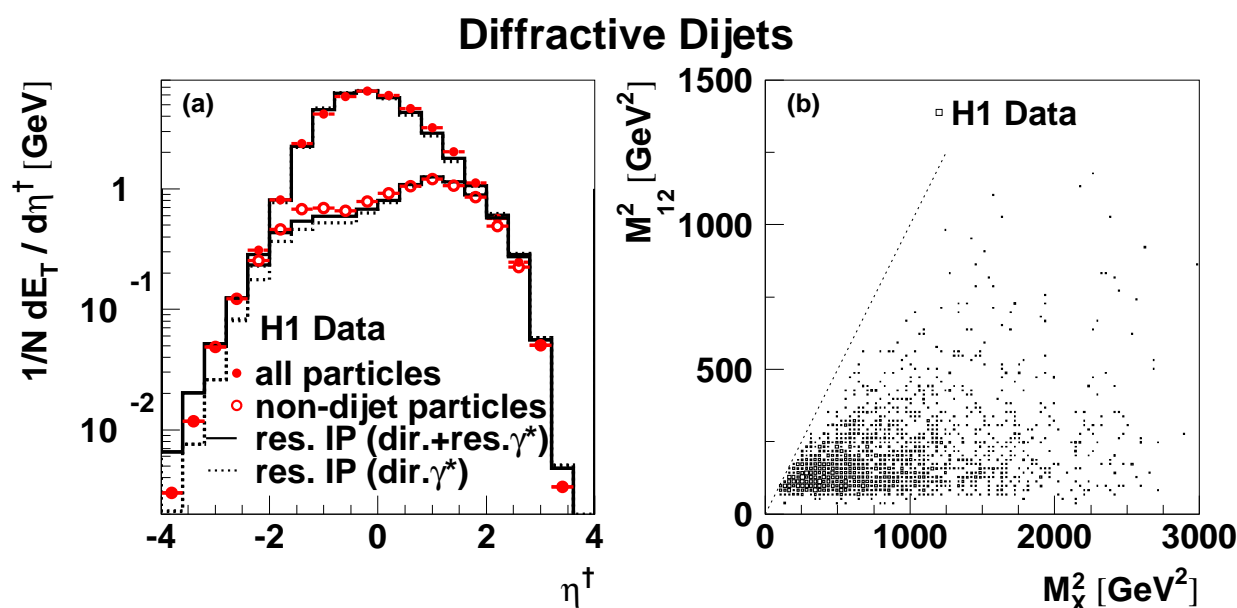 Diffractive Dijets
(a)
1/N dE_T / dη† [GeV]
1
10^-1
10^-2
H1 Data
all particles
non-dijet particles
res. IP (dir.+res.γ*)
res. IP (dir.γ*)
-4 -2 0 2 4
η†
(b)
H1 Data
M²₁₂ [GeV²]
1500
1000
500
0
0 1000 2000 3000
M²_X [GeV²]